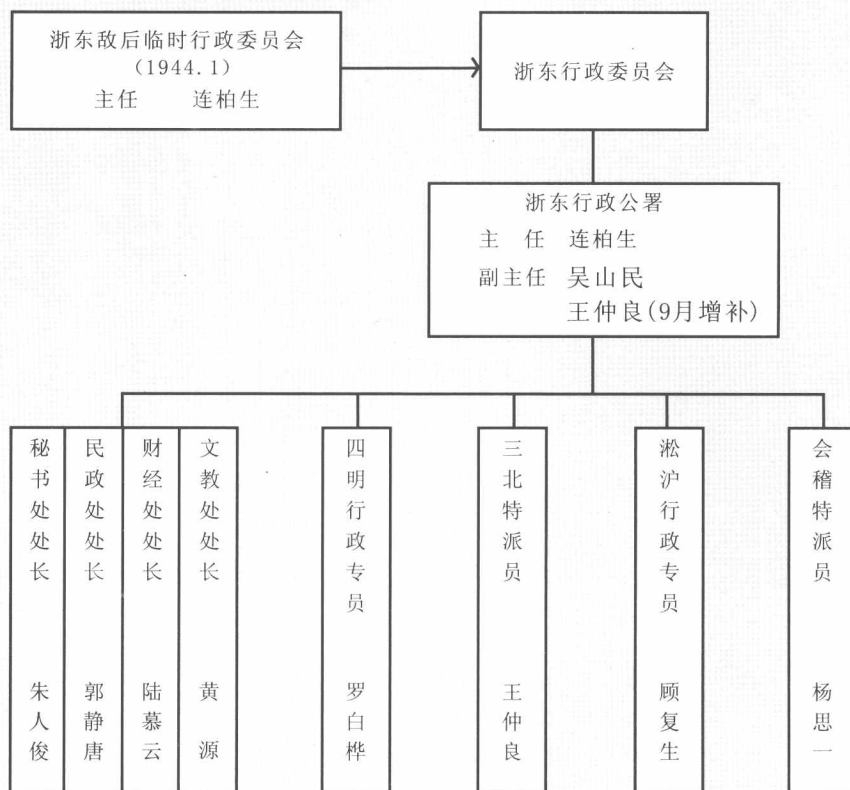 浙东敌后临时行政委员会
(1944.1)
主任 连柏生
浙东行政委员会
浙东行政公署
主 任 连柏生
副主任 吴山民
王仲良(9月增补)
秘书处处长 朱人俊
民政处处长 郭静唐
财经处处长 陆慕云
文教处处长 黄源
四明行政专员 罗白桦
三北特派员 王仲良
淞沪行政专员 顾复生
会稽特派员 杨思一